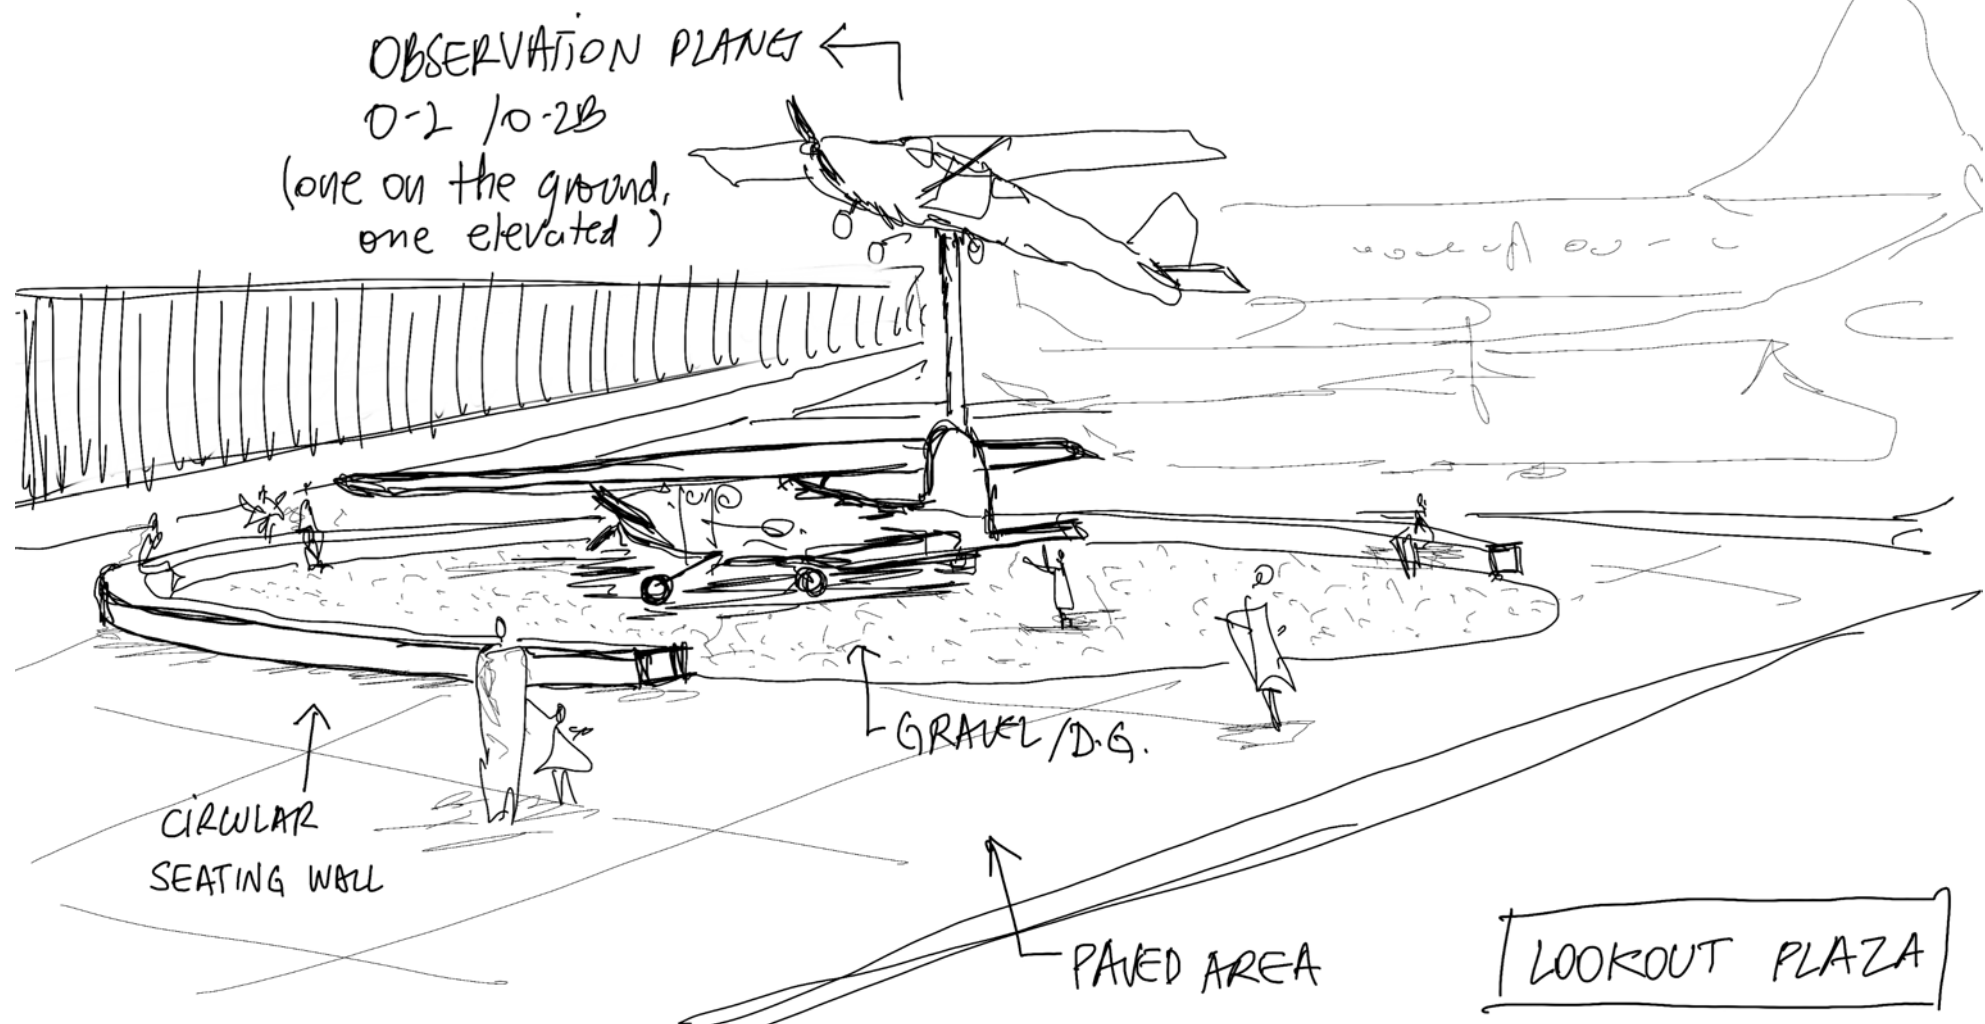 OBSERVATION PLANES
O-2 / O-2B
(one on the ground,
one elevated)
GRAVEL/D.G.
CIRCULAR
SEATING WALL
PAVED AREA
LOOKOUT PLAZA